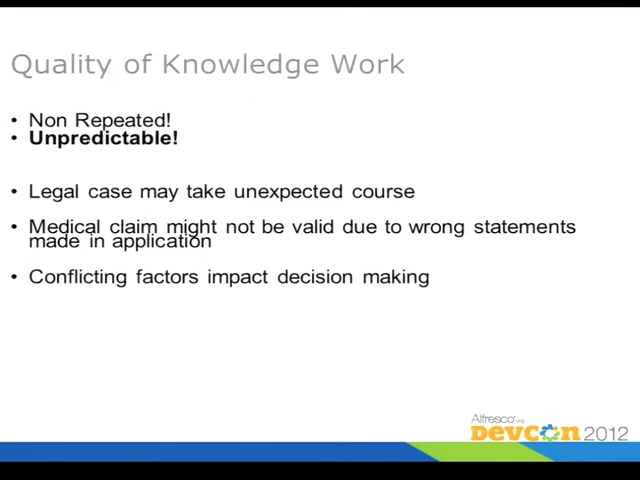 Quality of Knowledge Work
• Non Repeated!
• Unpredictable!
• Legal case may take unexpected course
• Medical claim might not be valid due to wrong statements
made in application
• Conflicting factors impact decision making
Alfresco.org
DEVCON 2012